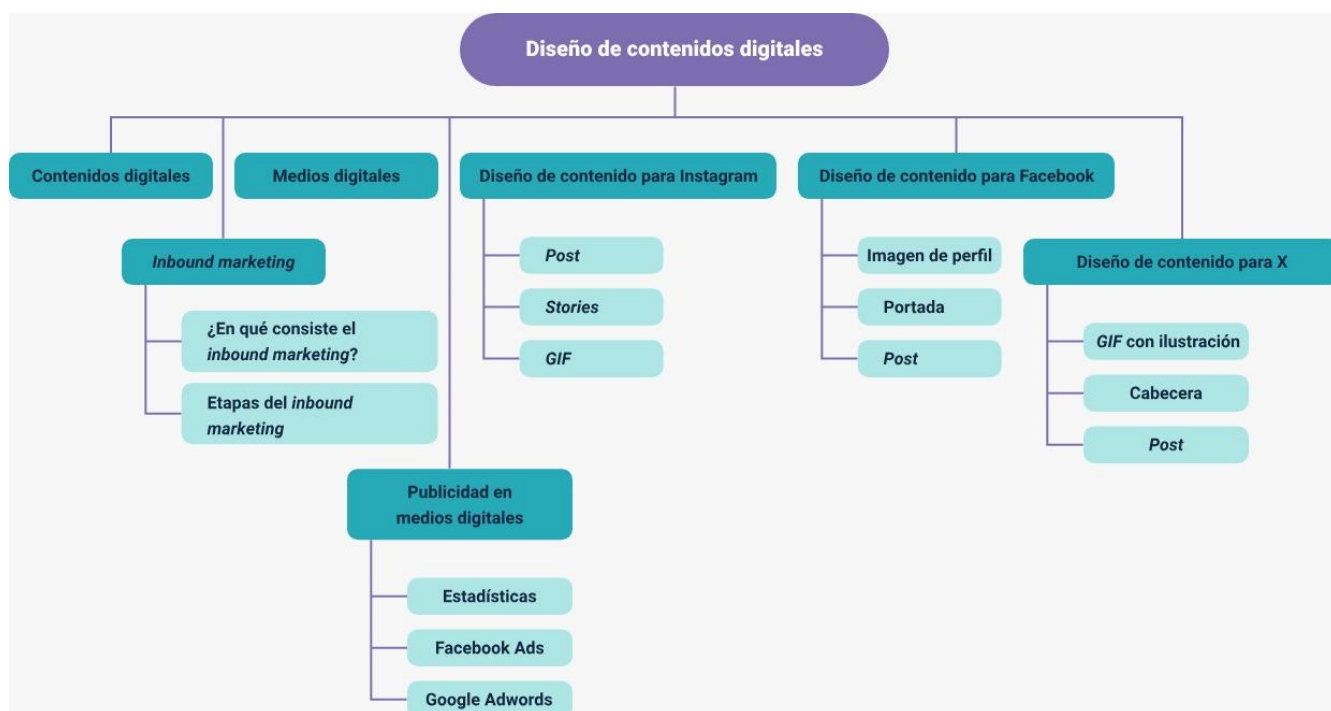 Diseño de contenidos digitales
Contenidos digitales
Medios digitales
Diseño de contenido para Instagram
Diseño de contenido para Facebook
Inbound marketing
Post
Imagen de perfil
Diseño de contenido para X
Stories
Portada
GIF
Post
¿En qué consiste el
inbound marketing?
Etapas del inbound
marketing
GIF con ilustración
Cabecera
Post
Publicidad en
medios digitales
Estadísticas
Facebook Ads
Google Adwords